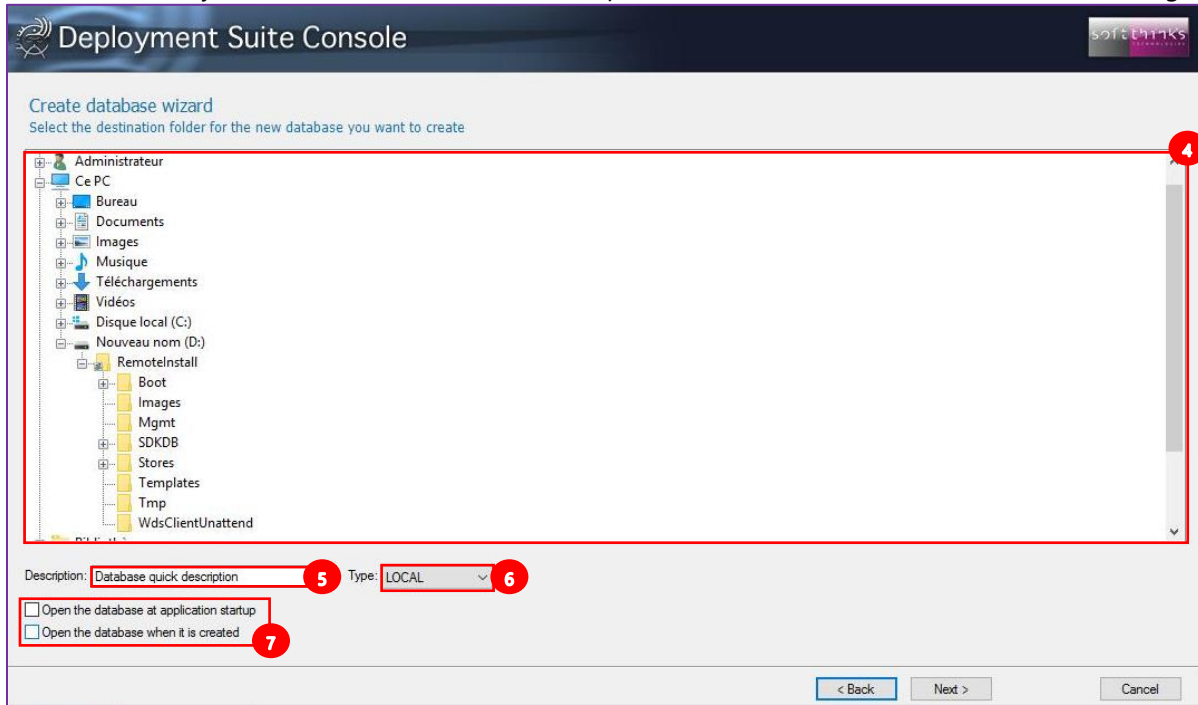 Deployment Suite Console
softthinks
TECHNOLOGIES
Create database wizard
Select the destination folder for the new database you want to create
4
Administrateur
Ce PC
Bureau
Documents
Images
Musique
Téléchargements
Vidéos
Disque local (C:)
Nouveau nom (D:)
RemoteInstall
Boot
Images
Mgmt
SDKDB
Stores
Templates
Tmp
WdsClientUnattend
Description: Database quick description 5 Type: LOCAL 6
Open the database at application startup
Open the database when it is created 7
< Back Next > Cancel